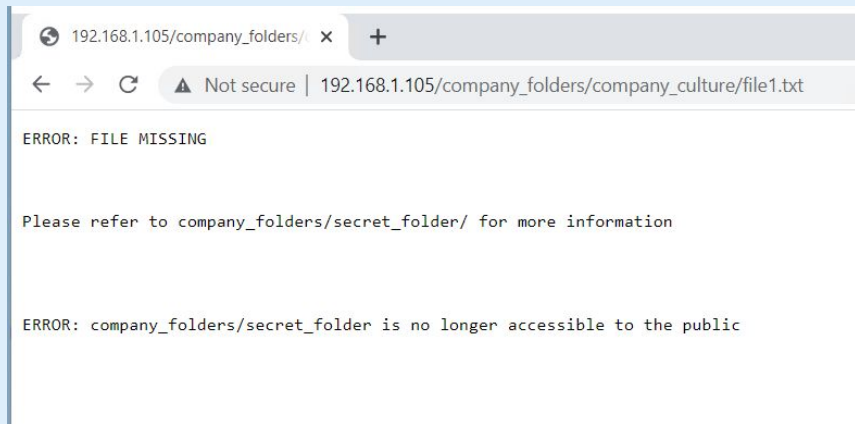 192.168.1.105/company_folders/
Not secure | 192.168.1.105/company_folders/company_culture/file1.txt
ERROR: FILE MISSING
Please refer to company_folders/secret_folder/ for more information
ERROR: company_folders/secret_folder is no longer accessible to the public